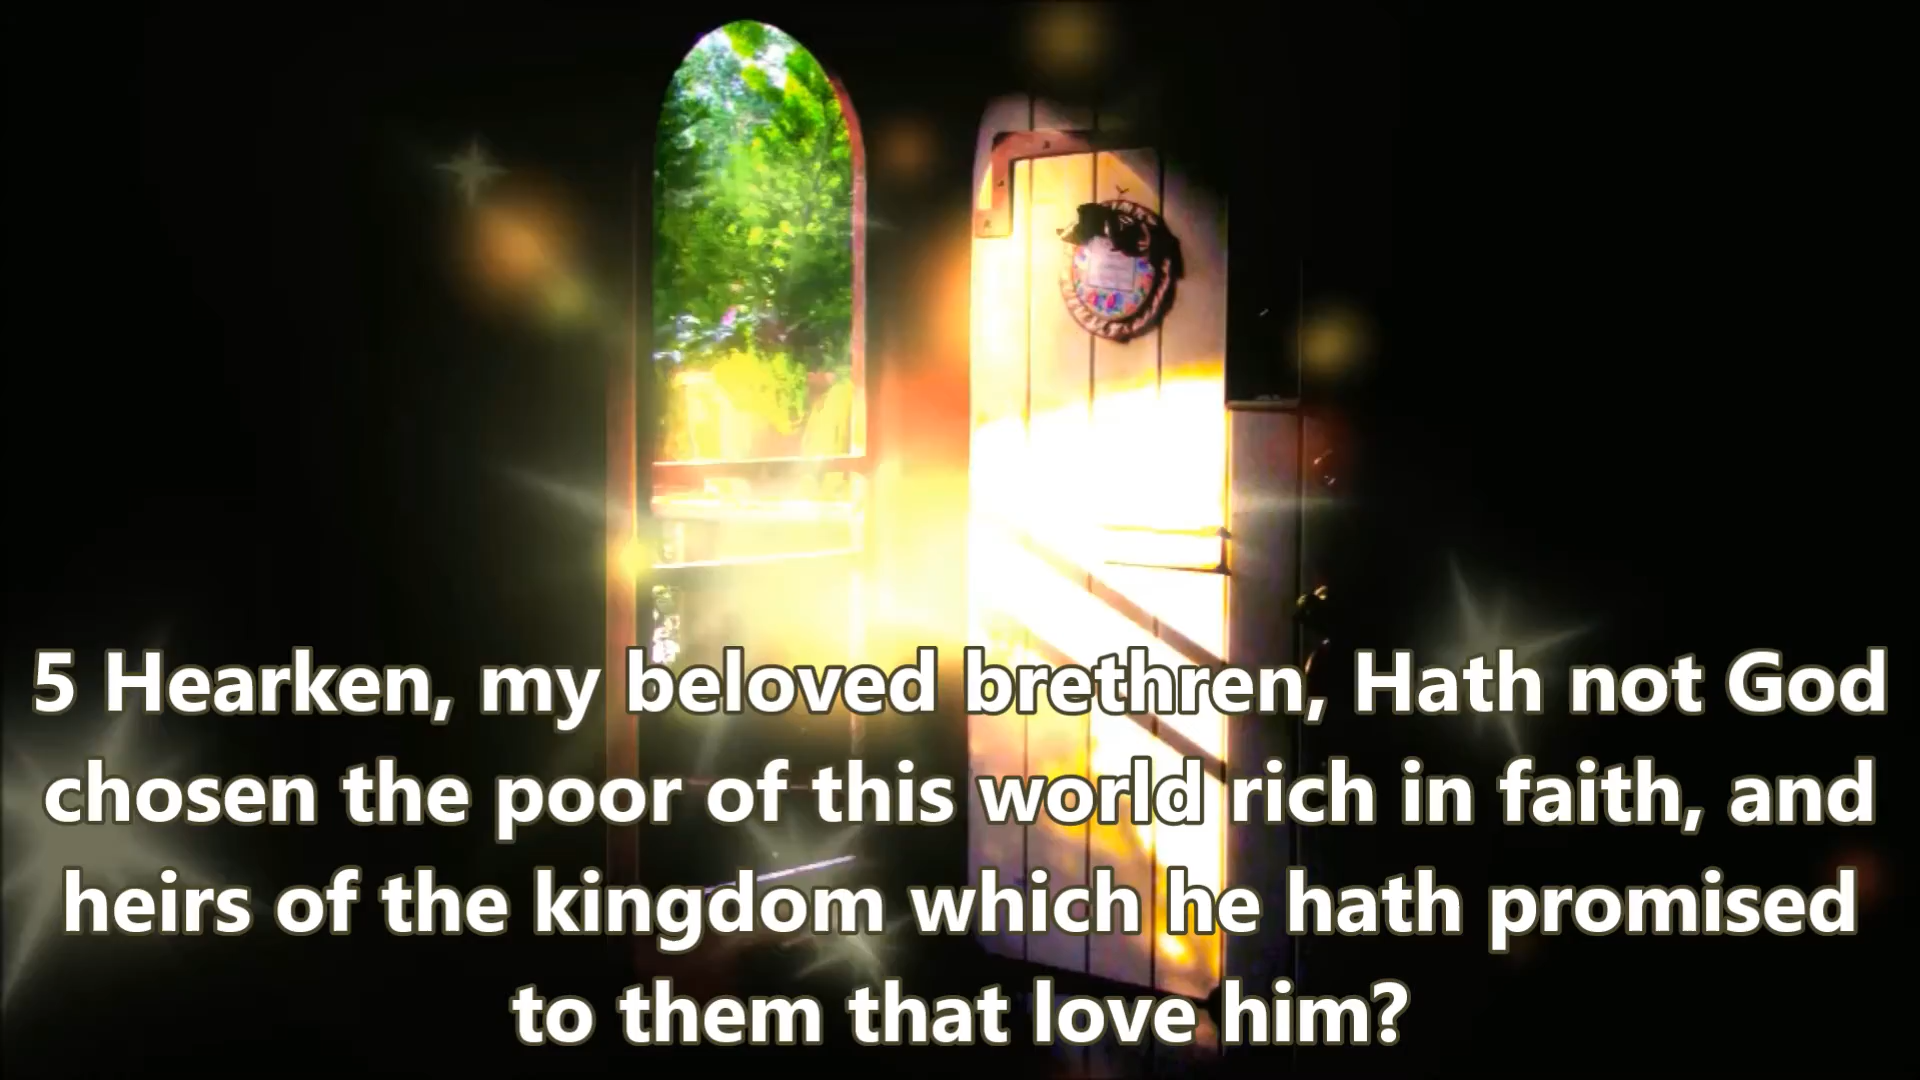 5 Hearken, my beloved brethren, Hath not God
chosen the poor of this world rich in faith, and
heirs of the kingdom which he hath promised
to them that love him?